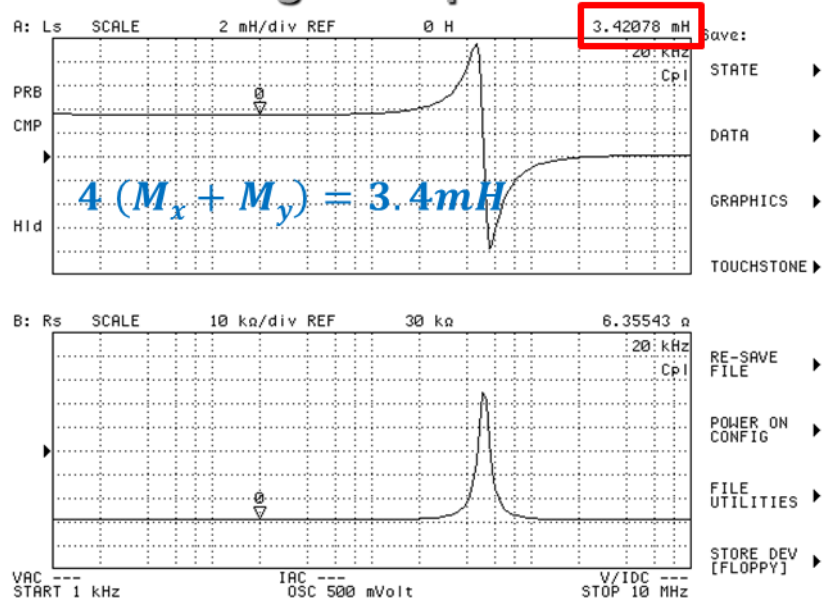 A: Ls SCALE 2 mH/div REF 0 H 3.42078 mH
Save:
20 kHz
Cpl
STATE
PRB
0
CMP
DATA
4 (Mx + My) = 3.4mH
GRAPHICS
Hld
TOUCHSTONE
B: Rs SCALE 10 kΩ/div REF 30 kΩ 6.35543 Ω
20 kHz
Cpl
RE-SAVE
FILE
POWER ON
CONFIG
0
FILE
UTILITIES
STORE DEV
[FLOPPY]
VAC --- IAC --- V/IDC ---
START 1 kHz OSC 500 mVolt STOP 10 MHz